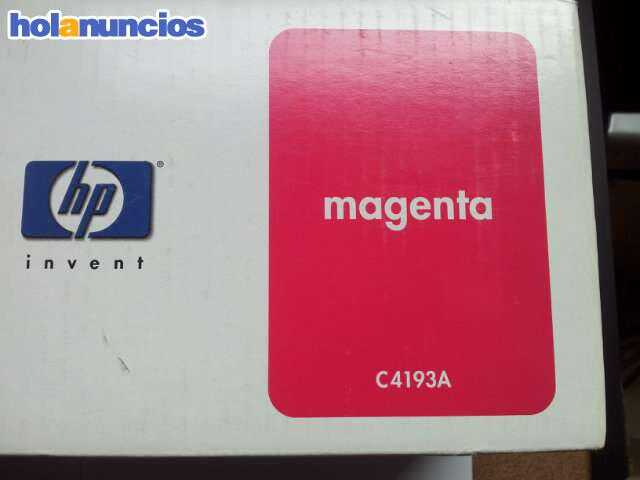 holanuncios
hp®
invent
magenta
C4193A